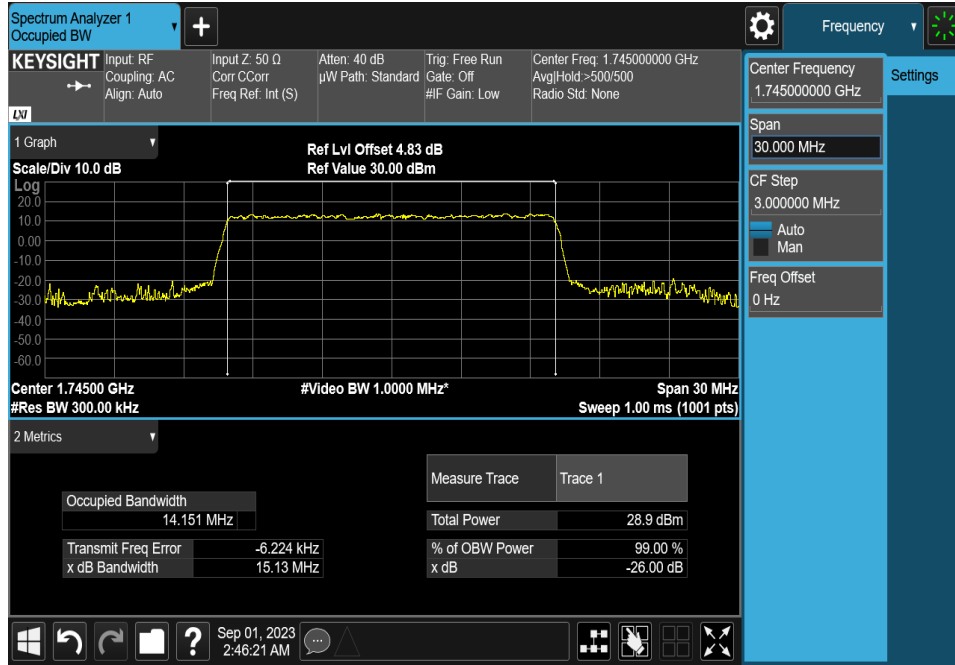 Spectrum Analyzer 1
Occupied BW
+
Frequency
KEYSIGHT
LXI
Input: RF
Coupling: AC
Align: Auto
Input Z: 50 Ω
Corr CCorr
Freq Ref: Int (S)
Atten: 40 dB
µW Path: Standard
Trig: Free Run
Gate: Off
#IF Gain: Low
Center Freq: 1.745000000 GHz
Avg|Hold:>500/500
Radio Std: None
Center Frequency
1.745000000 GHz
Settings
Span
30.000 MHz
CF Step
3.000000 MHz
Auto
Man
Freq Offset
0 Hz
1 Graph
Scale/Div 10.0 dB
Ref Lvl Offset 4.83 dB
Ref Value 30.00 dBm
Log
20.0
10.0
0.00
-10.0
-20.0
-30.0
-40.0
-50.0
-60.0
Center 1.74500 GHz
#Video BW 1.0000 MHz*
Span 30 MHz
#Res BW 300.00 kHz
Sweep 1.00 ms (1001 pts)
2 Metrics
Measure Trace Trace 1
Occupied Bandwidth
14.151 MHz
Total Power 28.9 dBm
Transmit Freq Error -6.224 kHz
% of OBW Power 99.00 %
x dB Bandwidth 15.13 MHz
x dB -26.00 dB
?
Sep 01, 2023
2:46:21 AM